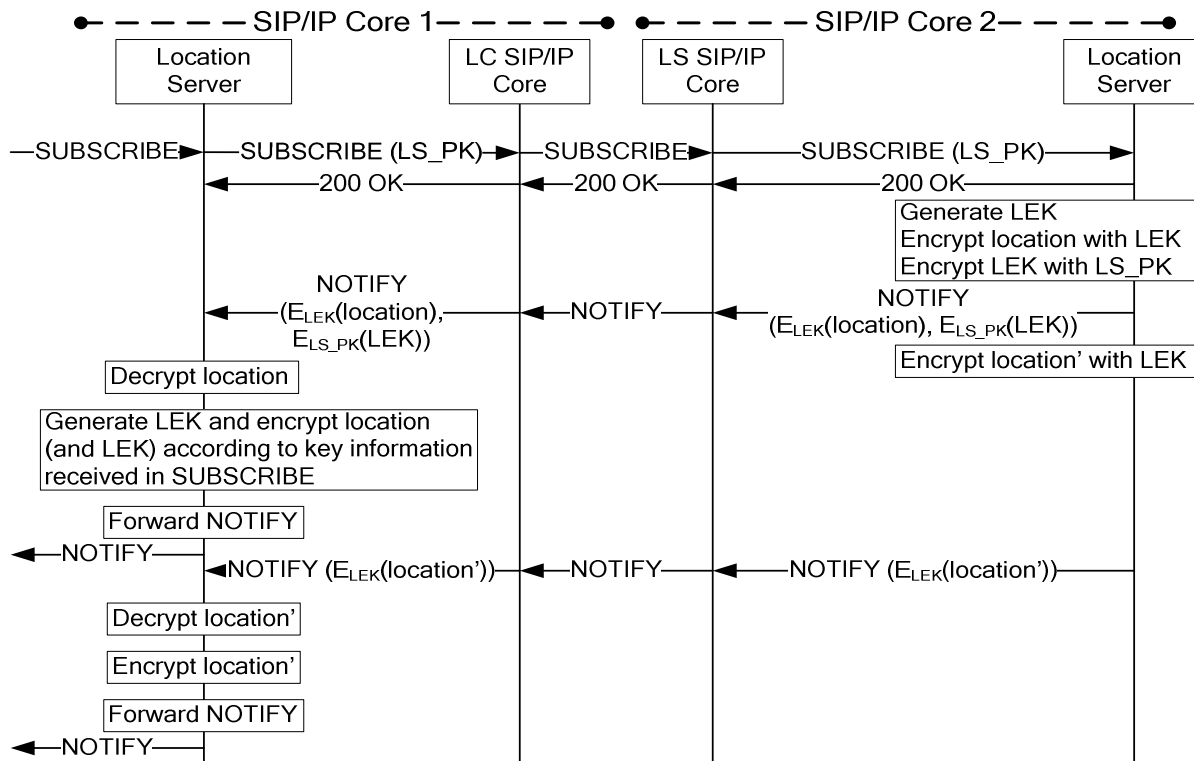 SIP/IP Core 1
SIP/IP Core 2
Location
Server
LC SIP/IP
Core
LS SIP/IP
Core
Location
Server
SUBSCRIBE
SUBSCRIBE (LS_PK)
SUBSCRIBE
SUBSCRIBE (LS_PK)
200 OK
200 OK
200 OK
Generate LEK
Encrypt location with LEK
Encrypt LEK with LS_PK
NOTIFY
(ELEK(location),
ELS_PK(LEK))
NOTIFY
NOTIFY
(ELEK(location), ELS_PK(LEK))
Encrypt location' with LEK
Decrypt location
Generate LEK and encrypt location
(and LEK) according to key information
received in SUBSCRIBE
Forward NOTIFY
NOTIFY
NOTIFY (ELEK(location'))
NOTIFY
NOTIFY (ELEK(location'))
Decrypt location'
Encrypt location'
Forward NOTIFY
NOTIFY